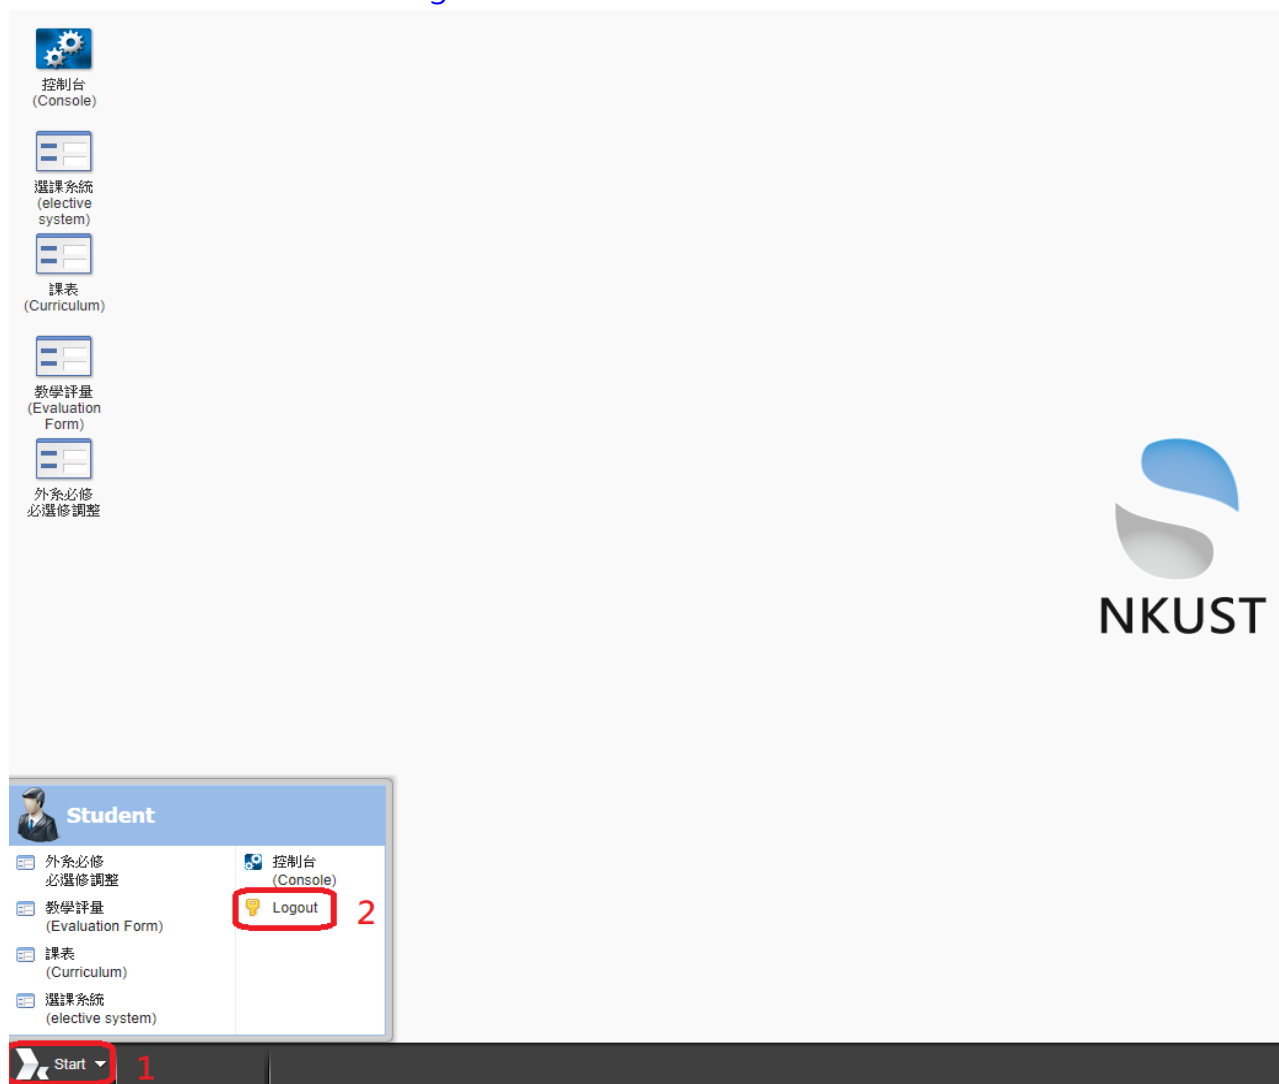 控制台
(Console)
選課系統
(elective
system)
課表
(Curriculum)
教學評量
(Evaluation
Form)
外系必修
必選修調整
NKUST
Student
外系必修
必選修調整
教學評量
(Evaluation Form)
課表
(Curriculum)
選課系統
(elective system)
控制台
(Console)
Logout
2
Start
1